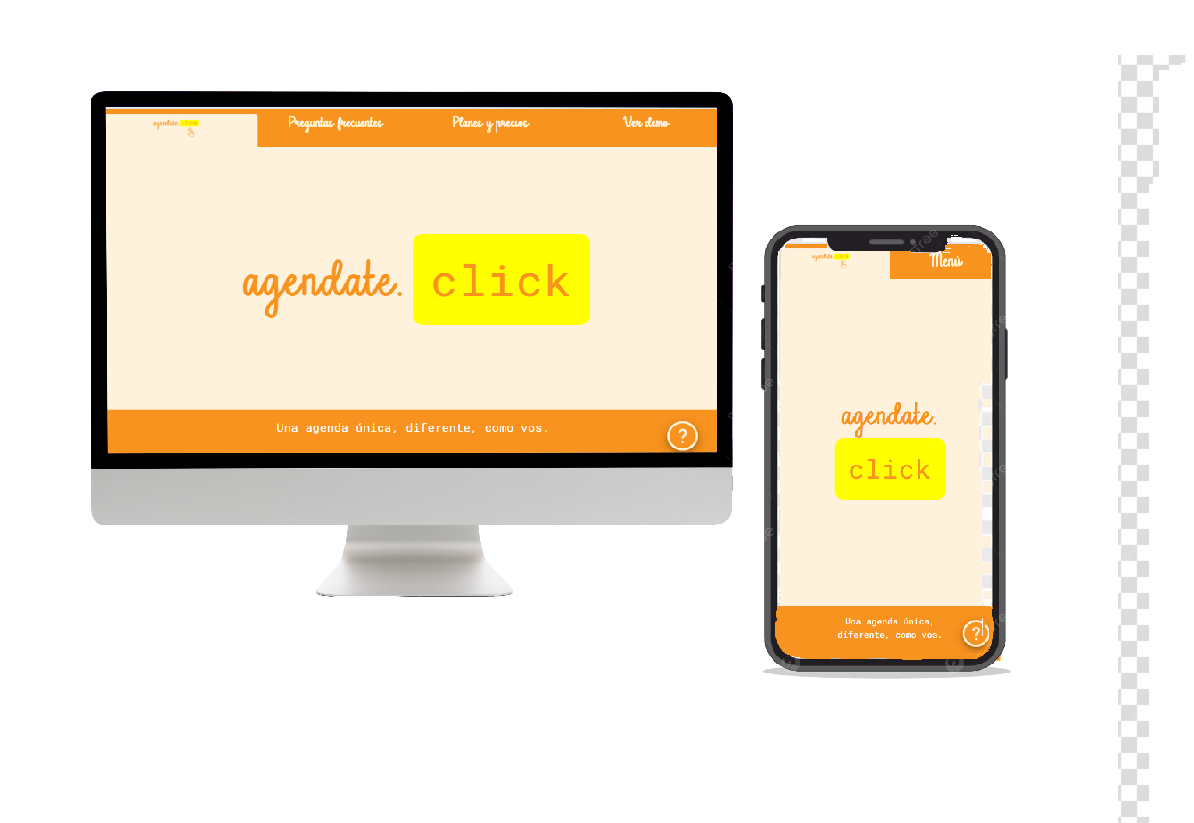 agendate. click
Preguntas frecuentes
Planes y precios
Ver demo
agendate. click
Una agenda única, diferente, como vos.
?
agendate. click
Menú
agendate.
click
Una agenda única,
diferente, como vos.
?